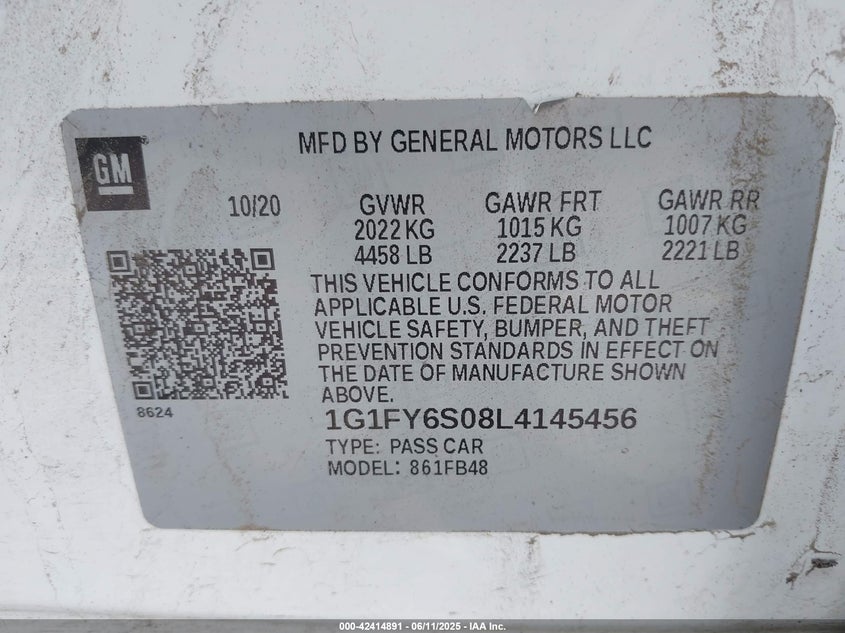 MFD BY GENERAL MOTORS LLC
GM
10/20
GVWR
2022 KG
4458 LB
GAWR FRT
1015 KG
2237 LB
GAWR RR
1007 KG
2221 LB
THIS VEHICLE CONFORMS TO ALL
APPLICABLE U.S. FEDERAL MOTOR
VEHICLE SAFETY, BUMPER, AND THEFT
PREVENTION STANDARDS IN EFFECT ON
THE DATE OF MANUFACTURE SHOWN
ABOVE.
8624
1G1FY6S08L4145456
TYPE: PASS CAR
MODEL: 861FB48
000-42414891 - 06/11/2025 - IAA Inc.